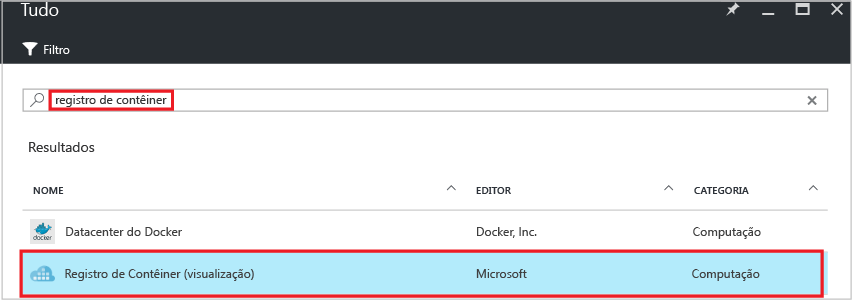 Tudo
Filtro
registro de contêiner
Resultados
NOME EDITOR CATEGORIA
docker Datacenter do Docker Docker, Inc. Computação
Registro de Contêiner (visualização) Microsoft Computação